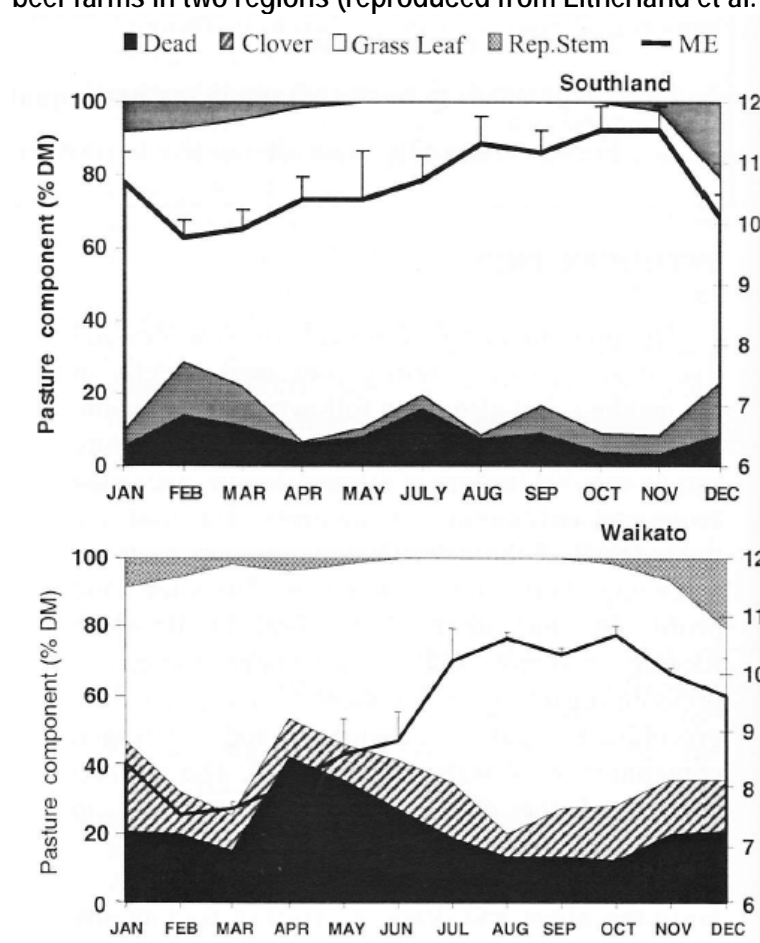 beef farms in two regions (reproduced from Litherland et al.
Dead Clover Grass Leaf Rep.Stem ME
Southland
Pasture component (% DM)
100 12
80 11
60 10
9
40 8
20 7
0 6
JAN FEB MAR APR MAY JULY AUG SEP OCT NOV DEC
Waikato
Pasture component (% DM)
100 12
80 11
60 10
9
40 8
20 7
0 6
JAN FEB MAR APR MAY JUN JUL AUG SEP OCT NOV DEC